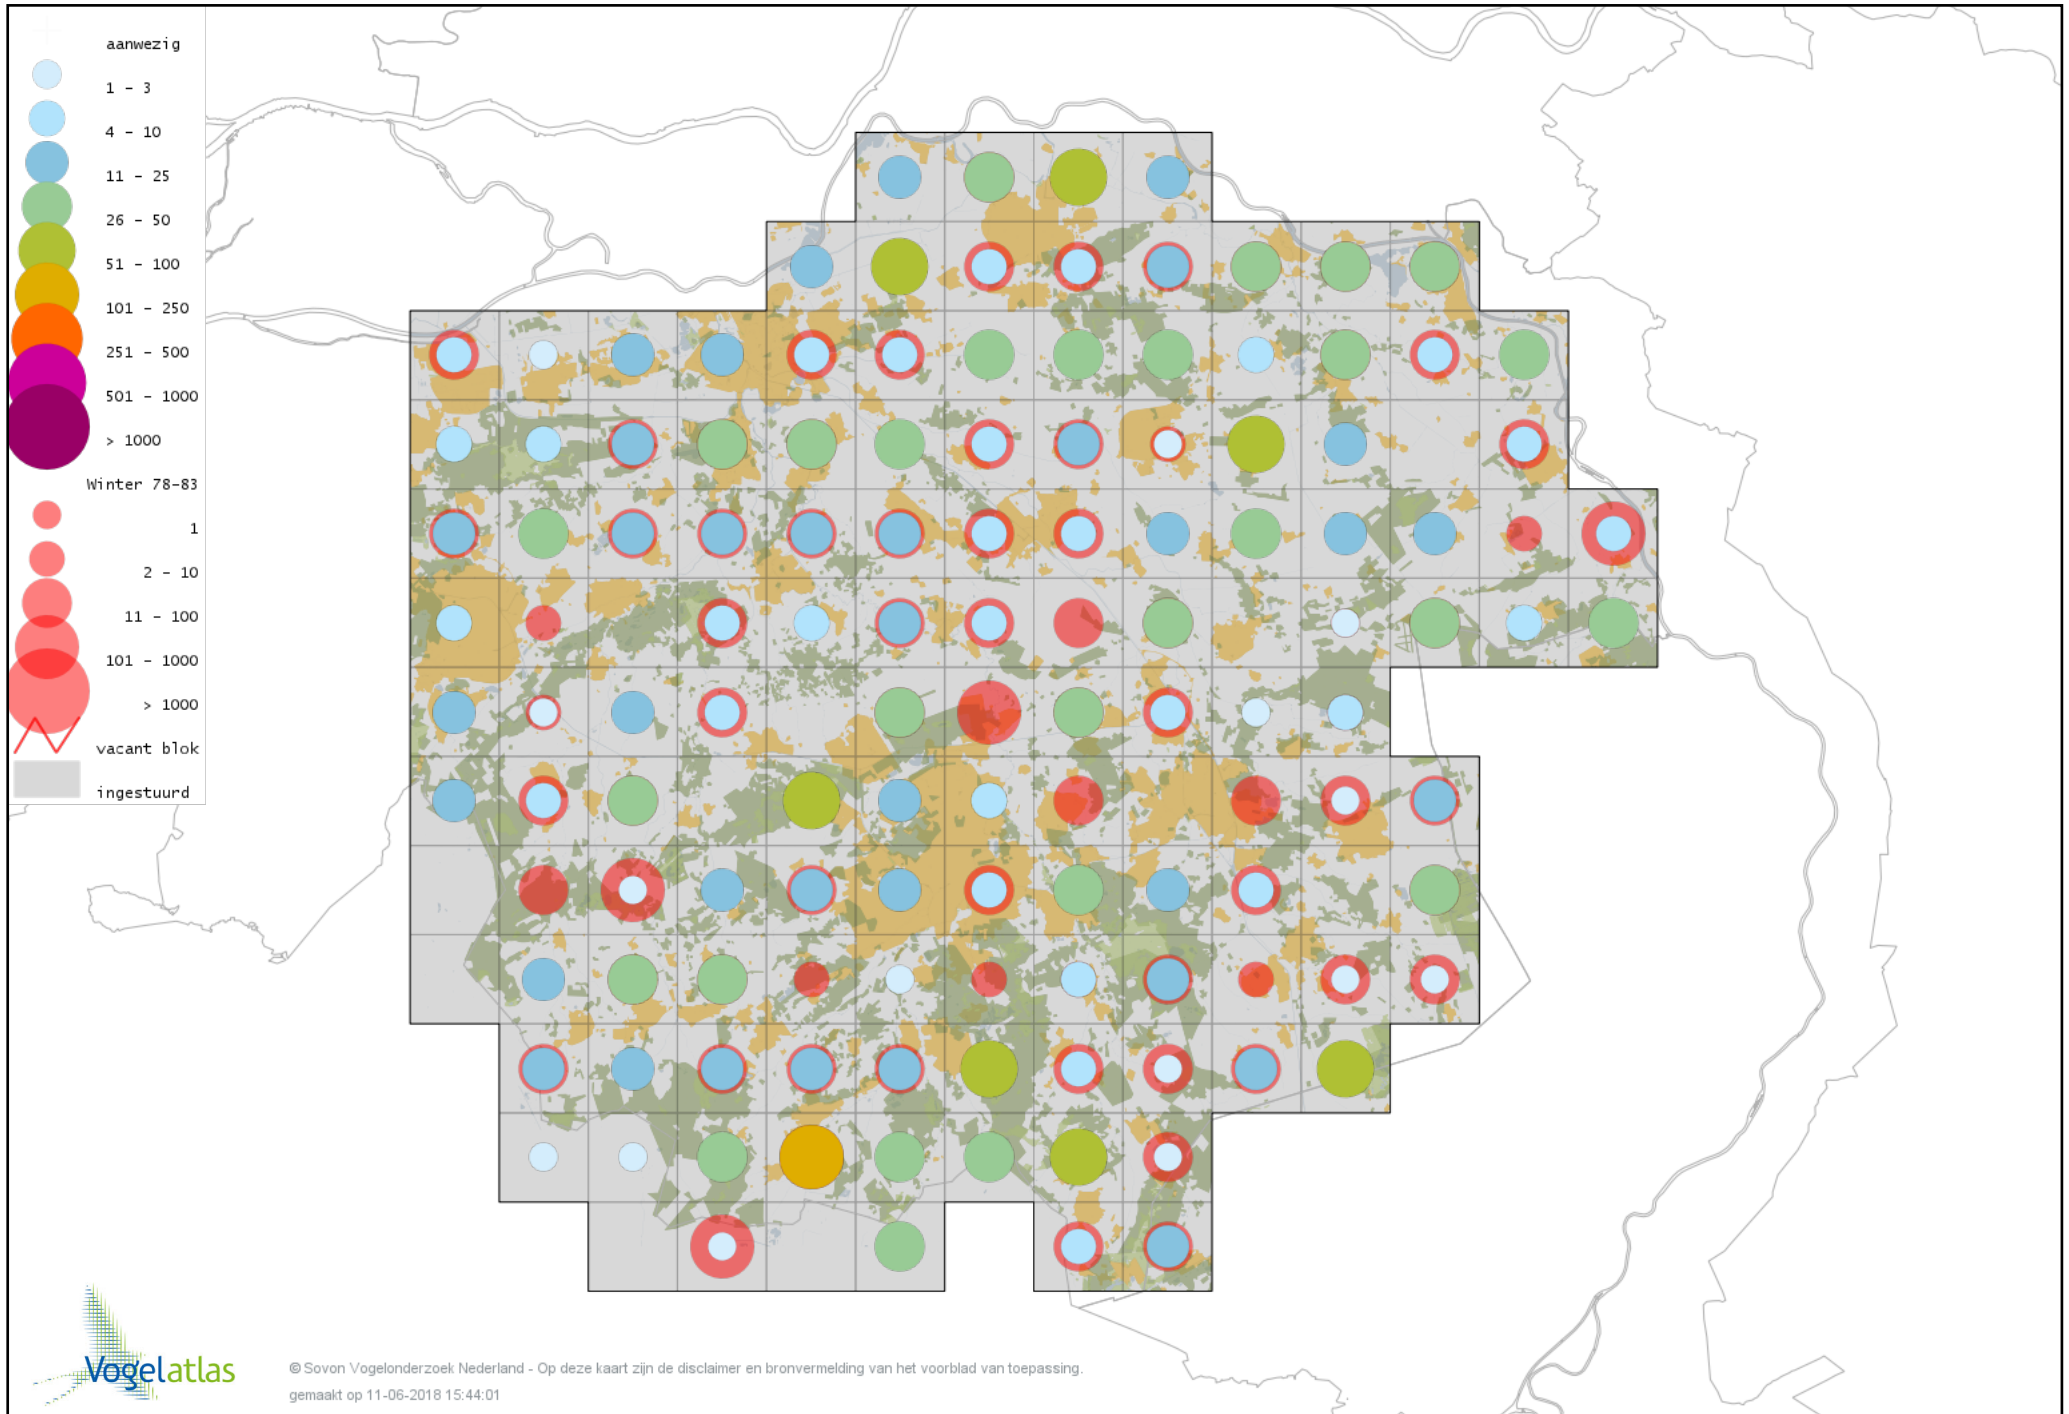 aanwezig
1 – 3
4 – 10
11 – 25
26 – 50
51 – 100
101 – 250
251 – 500
501 – 1000
> 1000
Winter 78-83
1
2 – 10
11 – 100
101 – 1000
> 1000
vacant blok
ingestuurd
Vogelatlas
© Sovon Vogelonderzoek Nederland - Op deze kaart zijn de disclaimer en bronvermelding van het voorblad van toepassing.
gemaakt op 11-06-2018 15:44:01